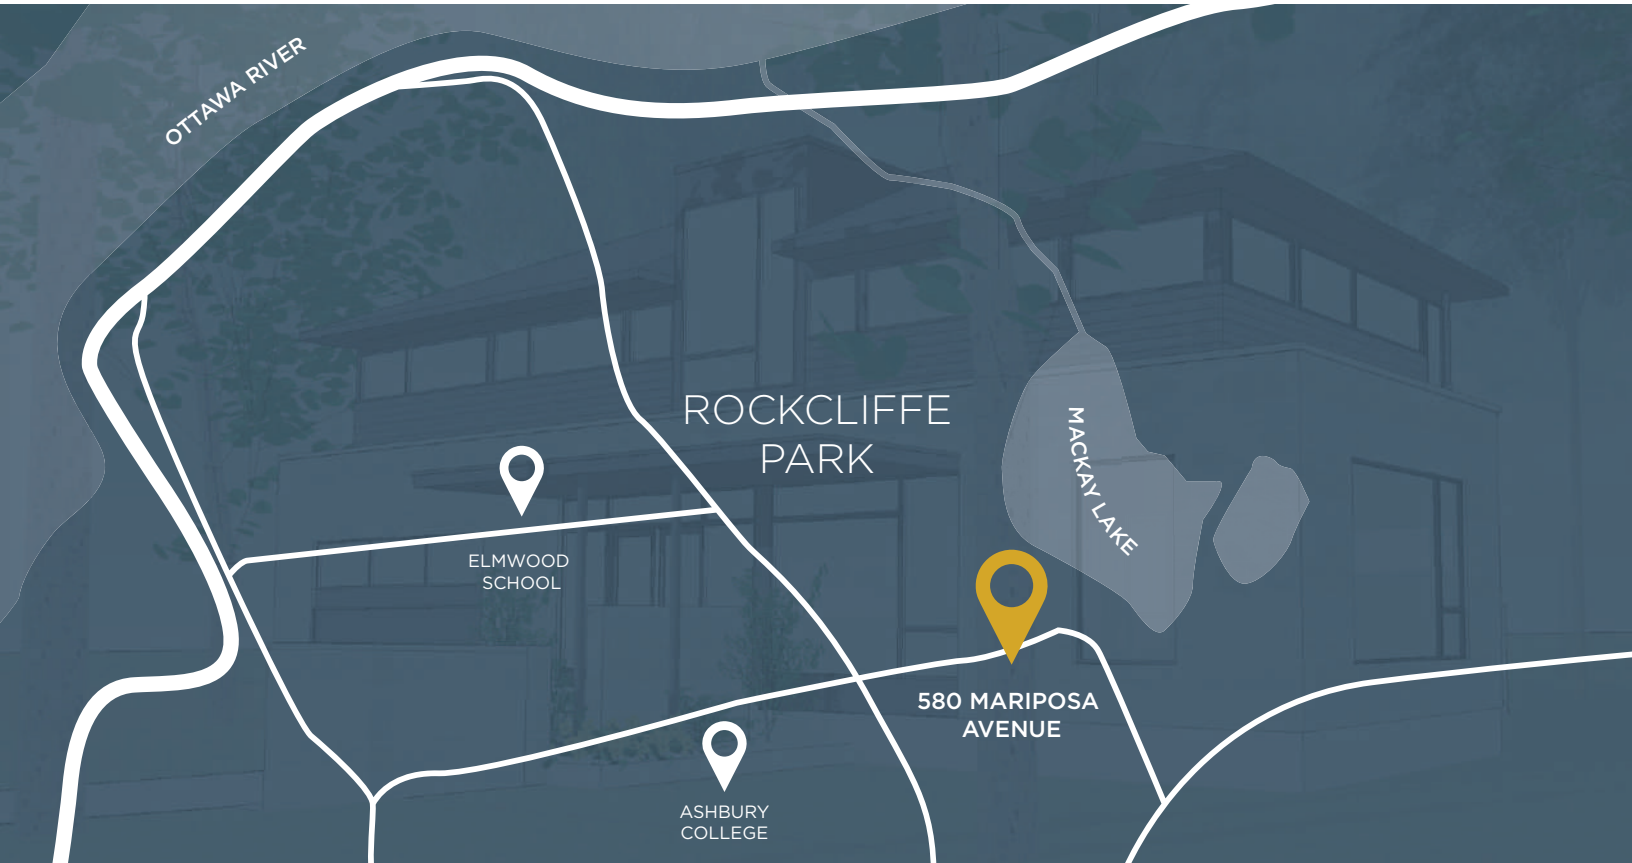 OTTAWA RIVER
ROCKCLIFFE
PARK
MACKAY LAKE
ELMWOOD
SCHOOL
580 MARIPOSA
AVENUE
ASHBURY
COLLEGE